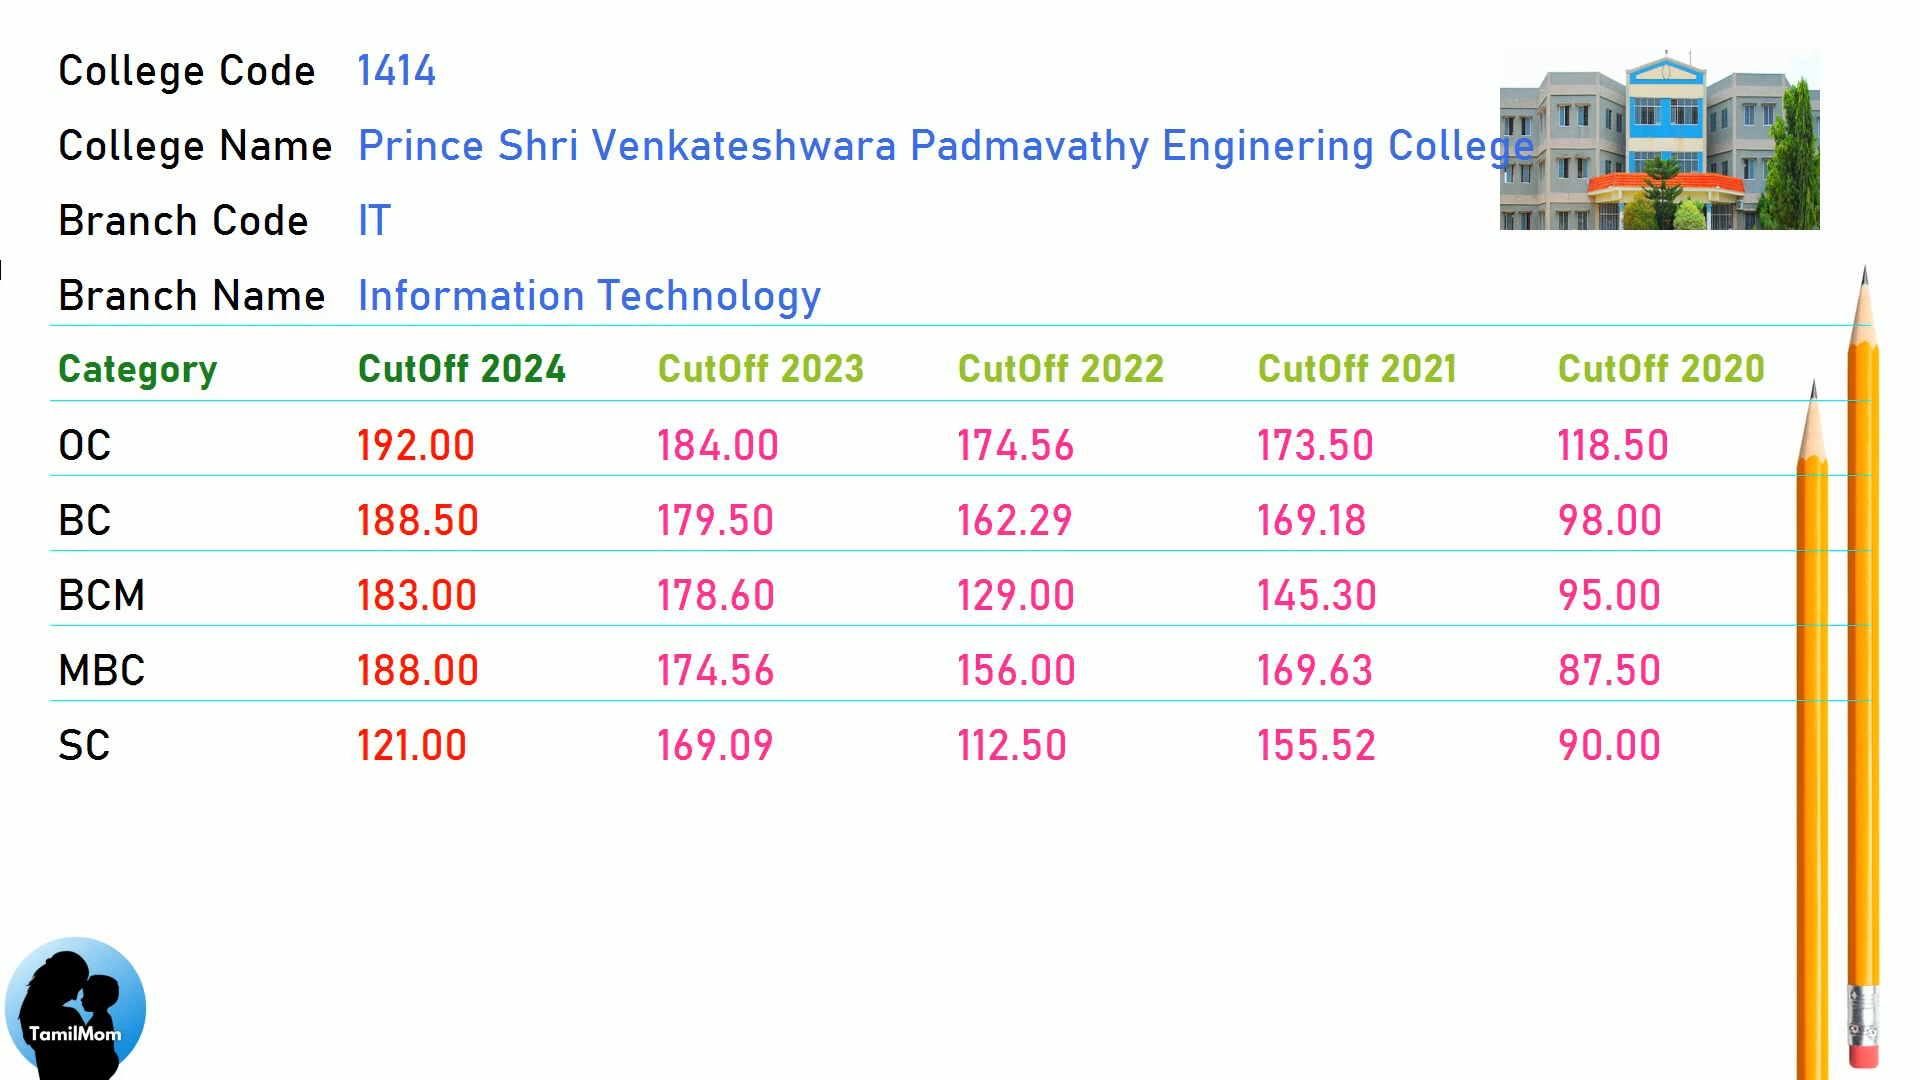 College Code 1414
College Name Prince Shri Venkateshwara Padmavathy Enginering College
Branch Code IT
Branch Name Information Technology
Category CutOff 2024 CutOff 2023 CutOff 2022 CutOff 2021 CutOff 2020
OC 192.00 184.00 174.56 173.50 118.50
BC 188.50 179.50 162.29 169.18 98.00
BCM 183.00 178.60 129.00 145.30 95.00
MBC 188.00 174.56 156.00 169.63 87.50
SC 121.00 169.09 112.50 155.52 90.00
TamilMom